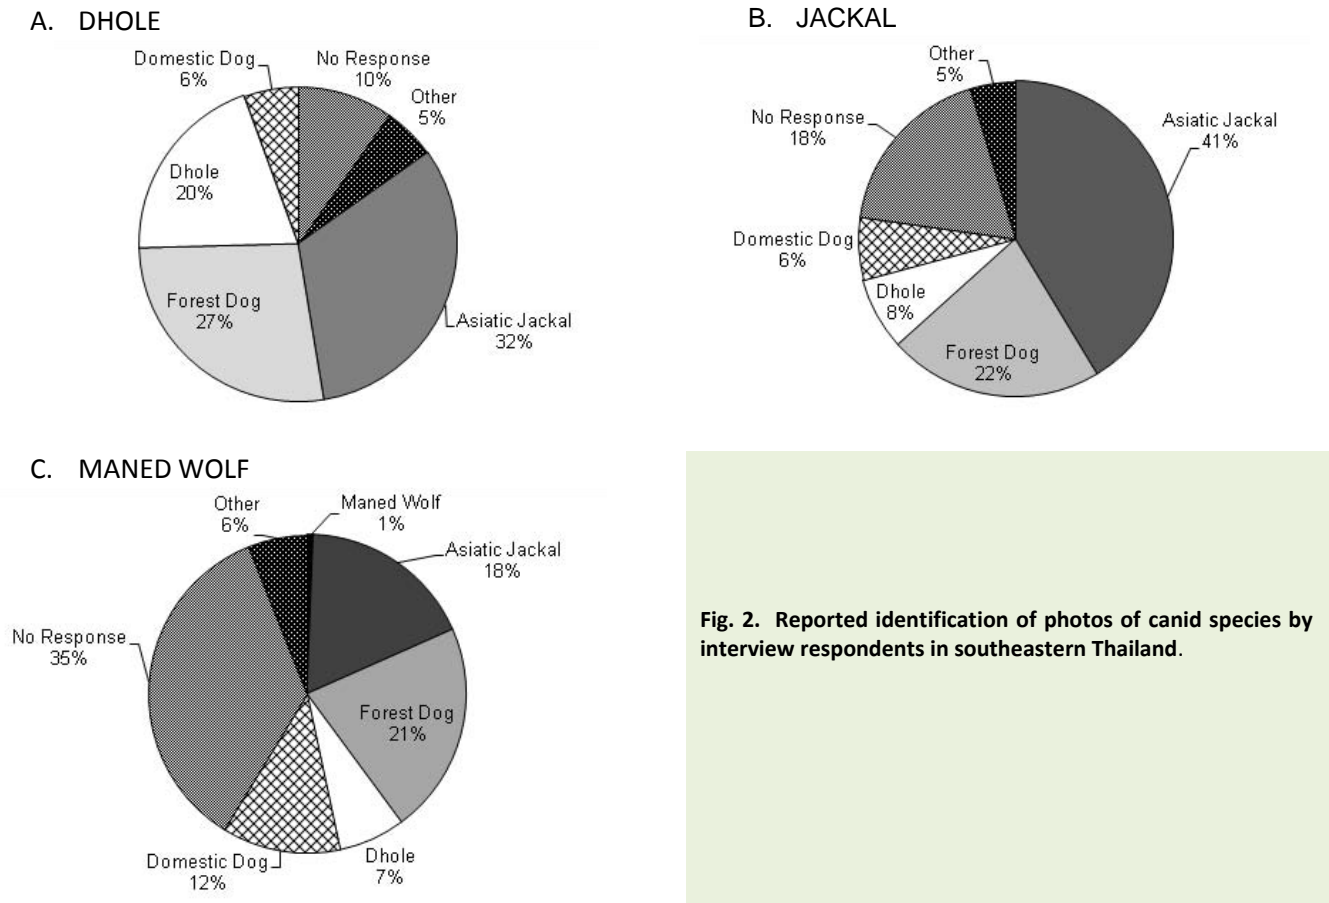 A. DHOLE
Domestic Dog
6%
No Response
10%
Other
5%
Dhole
20%
Forest Dog
27%
Asiatic Jackal
32%
B. JACKAL
Other
5%
No Response
18%
Asiatic Jackal
41%
Domestic Dog
6%
Dhole
8%
Forest Dog
22%
C. MANED WOLF
Other
6%
Maned Wolf
1%
Asiatic Jackal
18%
No Response
35%
Forest Dog
21%
Domestic Dog
12%
Dhole
7%
Fig. 2. Reported identification of photos of canid species by
interview respondents in southeastern Thailand.